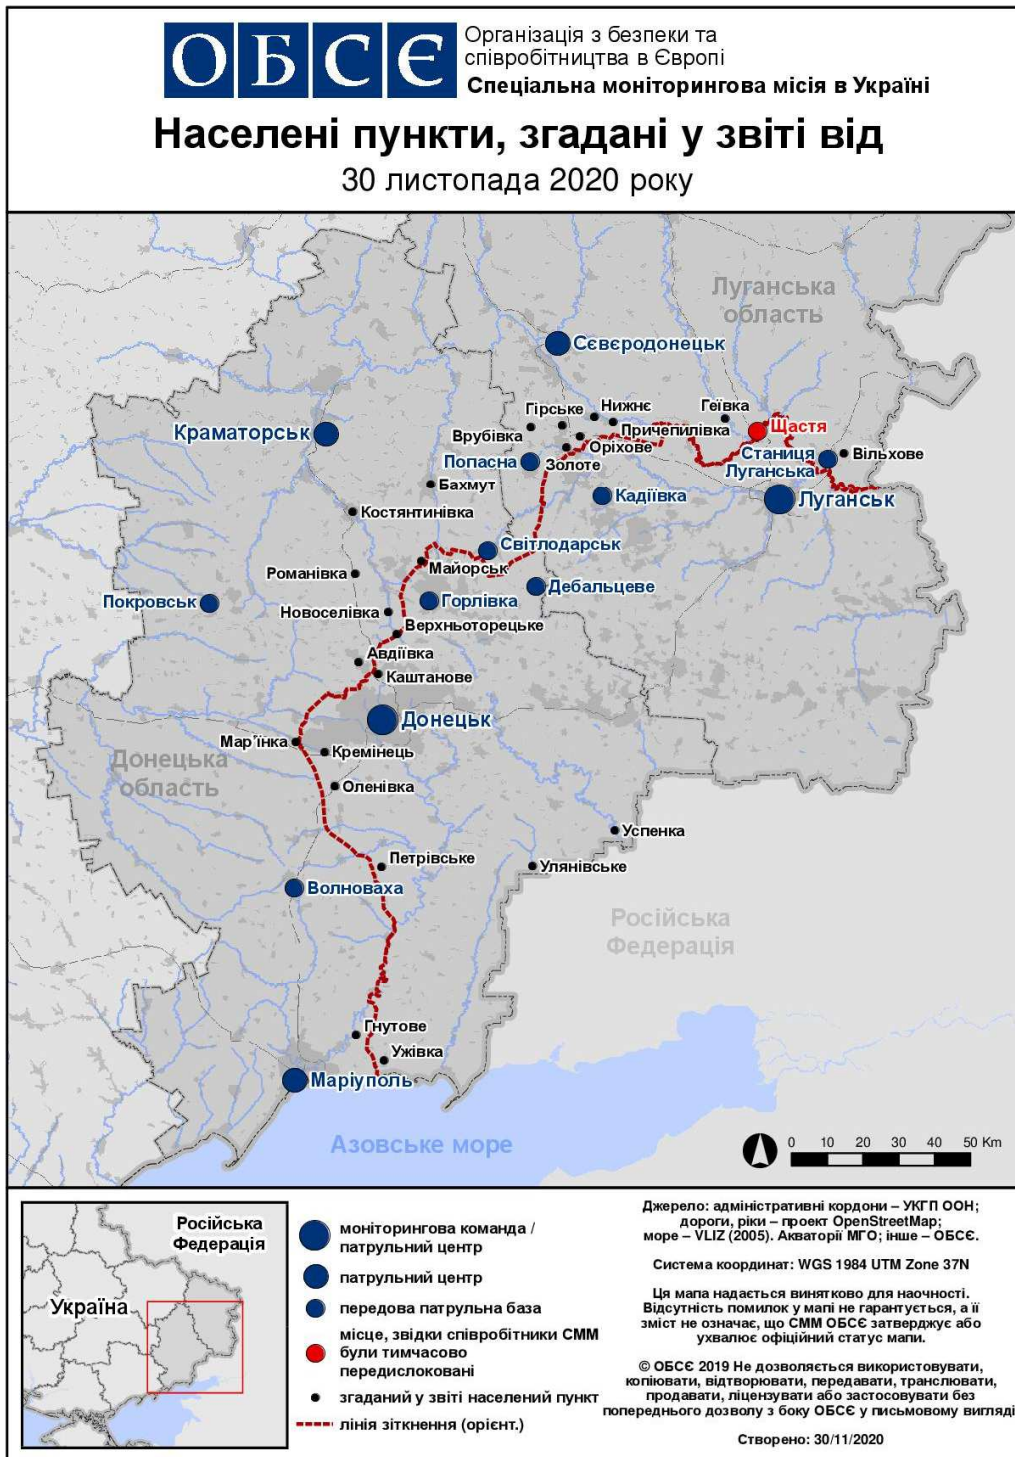 ОБСЄ
Організація з безпеки та
співробітництва в Європі
Спеціальна моніторингова місія в Україні
Населені пункти, згадані у звіті від
30 листопада 2020 року
Луганська
область
Сєвєродонецьк
Гірське
Нижнє
Геївка
Краматорськ
Врубівка
Причепилівка
Щастя
Оріхове
Попасна
Золоте
Станиця
Луганська
Вільхове
Бахмут
Кадіївка
Луганськ
Костянтинівка
Світлодарськ
Майорськ
Романівка
Дебальцеве
Покровськ
Горлівка
Новоселівка
Верхньоторецьке
Авдіївка
Каштанове
Донецьк
Мар’їнка
Кремінець
Донецька
область
Оленівка
Успенка
Петрівське
Улянівське
Волноваха
Російська
Федерація
Гнутове
Ужівка
Маріуполь
Азовське море
0 10 20 30 40 50 Km
Російська
Федерація
Україна
моніторингова команда /
патрульний центр
патрульний центр
передова патрульна база
місце, звідки співробітники СММ
були тимчасово
передислоковані
згаданий у звіті населений пункт
лінія зіткнення (орієнт.)
Джерело: адміністративні кордони – УКГП ООН;
дороги, ріки – проект OpenStreetMap;
море – VLIZ (2005). Акваторії МГО; інше – ОБСЄ.
Система координат: WGS 1984 UTM Zone 37N
Ця мапа надається винятково для наочності.
Відсутність помилок у мапі не гарантується, а її
зміст не означає, що СММ ОБСЄ затверджує або
ухвалює офіційний статус мапи.
© ОБСЄ 2019 Не дозволяється використовувати,
копіювати, відтворювати, передавати, транслювати,
продавати, ліцензувати або застосовувати без
попереднього дозволу з боку ОБСЄ у письмовому вигляді
Створено: 30/11/2020